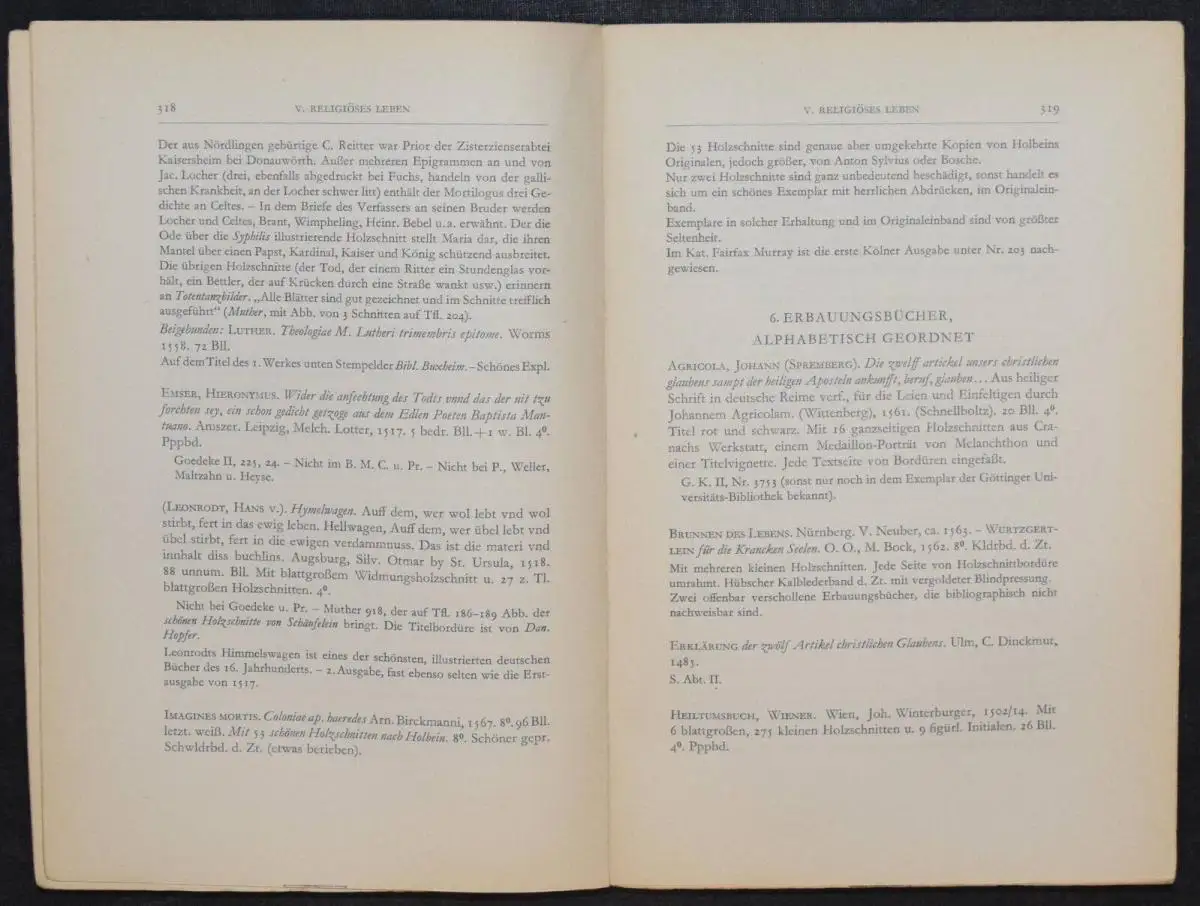 318
V. RELIGIÖSES LEBEN
Der aus Nördlingen gebürtige C. Reitter war Prior der Zisterzienserabtei
Kaisersheim bei Donauwörth. Außer mehreren Epigrammen an und von
Jac. Locher (drei, ebenfalls abgedruckt bei Fuchs, handeln von der galli-
schen Krankheit, an der Locher schwer litt) enthält der Mortilogus drei Ge-
dichte an Celtes. – In dem Briefe des Verfassers an seinen Bruder werden
Locher und Celtes, Brant, Wimpheling, Heinr. Bebel u.a. erwähnt. Der die
Ode über die Syphilis illustrierende Holzschnitt stellt Maria dar, die ihren
Mantel über einen Papst, Kardinal, Kaiser und König schützend ausbreitet.
Die übrigen Holzschnitte (der Tod, der einem Ritter ein Stundenglas vor-
hält, ein Bettler, der auf Krücken durch eine Straße wankt usw.) erinnern
an Totentanzbilder. „Alle Blätter sind gut gezeichnet und im Schnitte trefflich
ausgeführt“ (Muther, mit Abb. von 3 Schnitten auf Tfl. 204).
Beigebunden: LUTHER. Theologiae M. Lutheri trimembris epitome. Worms
1558. 72 Bll.
Auf dem Titel des 1. Werkes unten Stempel der Bibl. Buxheim. – Schönes Expl.
EMSER, HIERONYMUS. Wider die anfechtung des Todts vnnd das der nit tzu
forchten sey, ein schon gedicht getzoge aus dem Edlen Poeten Baptista Man-
tuano. Amszer. Leipzig, Melch. Lotter, 1517. 5 bedr. Bll. + 1 w. Bl. 4⁰.
Pppbd.
Goedeke II, 225, 24. – Nicht im B. M. C. u. Pr. – Nicht bei P., Weller,
Maltzahn u. Heyse.
(LEONRODT, HANS V.). Hymelwagen. Auff dem, wer wol lebt vnd wol
stirbt, fert in das ewig leben. Hellwagen, Auff dem, wer übel lebt vnd
übel stirbt, fert in die ewigen verdammnuss. Das ist die materi vnd
innhalt diss buchlins. Augsburg, Silv. Otmar by St. Ursula, 1518.
88 unnum. Bll. Mit blattgroßem Widmungsholzschnitt u. 27 z. Tl.
blattgroßen Holzschnitten. 4⁰.
Nicht bei Goedeke u. Pr. – Muther 918, der auf Tfl. 186–189 Abb. der
schönen Holzschnitte von Schäufelein bringt. Die Titelbordüre ist von Dan.
Hopfer.
Leonrodts Himmelswagen ist eines der schönsten, illustrierten deutschen
Bücher des 16. Jahrhunderts. – 2. Ausgabe, fast ebenso selten wie die Erst-
ausgabe von 1517.
IMAGINES MORTIS. Coloniae ap. haeredes Arn. Birckmanni, 1567. 8⁰. 96 Bll.
letzt. weiß. Mit 53 schönen Holzschnitten nach Holbein. 8⁰. Schöner gepr.
Schwldrbd. d. Zt. (etwas berieben).
V. RELIGIÖSES LEBEN
319
Die 53 Holzschnitte sind genaue aber umgekehrte Kopien von Holbeins
Originalen, jedoch größer, von Anton Sylvius oder Bosche.
Nur zwei Holzschnitte sind ganz unbedeutend beschädigt, sonst handelt es
sich um ein schönes Exemplar mit herrlichen Abdrücken, im Originalein-
band.
Exemplare in solcher Erhaltung und im Originaleinband sind von größter
Seltenheit.
Im Kat. Fairfax Murray ist die erste Kölner Ausgabe unter Nr. 203 nach-
gewiesen.
6. ERBAUUNGSBÜCHER,
ALPHABETISCH GEORDNET
AGRICOLA, JOHANN (SPREMBERG). Die zwelff artickel unsers christlichen
glaubens sampt der heiligen Aposteln ankunfft, beruf, glauben... Aus heiliger
Schrift in deutsche Reime verf., für die Leien und Einfeltigen durch
Johannem Agricolam. (Wittenberg), 1561. (Schnellboltz). 20 Bll. 4⁰.
Titel rot und schwarz. Mit 16 ganzseitigen Holzschnitten aus Cra-
nachs Werkstatt, einem Medaillon-Porträt von Melanchthon und
einer Titelvignette. Jede Textseite von Bordüren eingefaßt.
G. K. II, Nr. 3753 (sonst nur noch in dem Exemplar der Göttinger Uni-
versitäts-Bibliothek bekannt).
BRUNNEN DES LEBENS. Nürnberg. V. Neuber, ca. 1563. – WURTZGERT-
LEIN für die Krancken Seelen. O. O., M. Bock, 1562. 8⁰. Kldrbd. d. Zt.
Mit mehreren kleinen Holzschnitten. Jede Seite von Holzschnittbordüre
umrahmt. Hübscher Kalblederband d. Zt. mit vergoldeter Blindpressung.
Zwei offenbar verschollene Erbauungsbücher, die bibliographisch nicht
nachweisbar sind.
ERKLÄRUNG der zwölf Artikel christlichen Glaubens. Ulm, C. Dinckmut,
1485.
S. Abt. II.
HEILTUMSBUCH, WIENER. Wien, Joh. Winterburger, 1502/14. Mit
6 blattgroßen, 275 kleinen Holzschnitten u. 9 figürl. Initialen. 26 Bll.
4⁰. Pppbd.